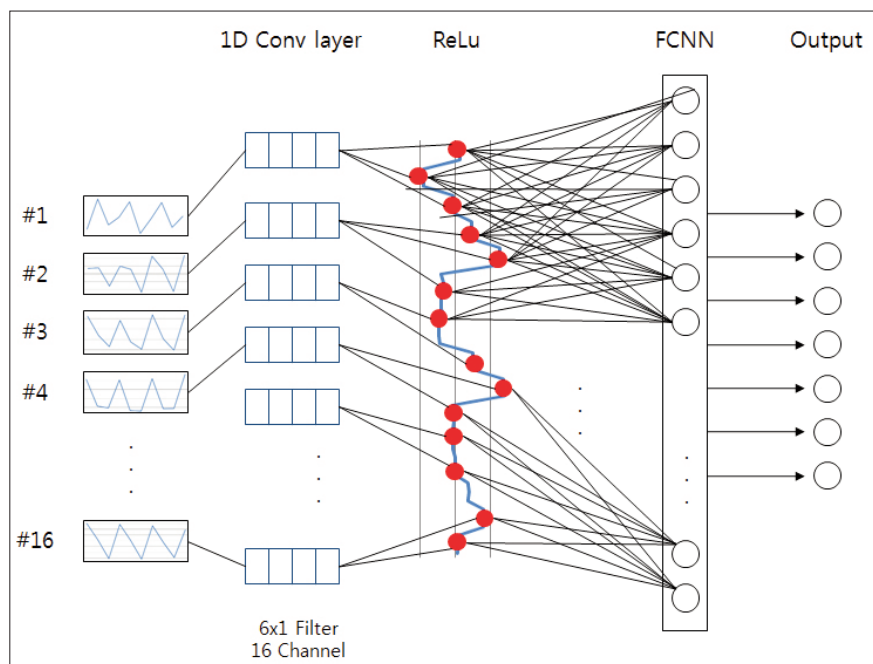 1D Conv layer
ReLu
FCNN
Output
#1
#2
#3
#4
#16
6x1 Filter
16 Channel